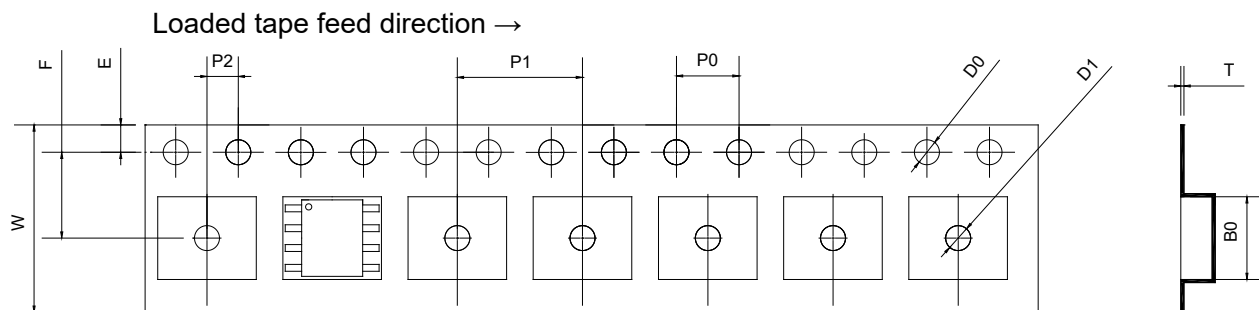 Loaded tape feed direction →
F
E
P2
P1
P0
D0
D1
T
W
B0